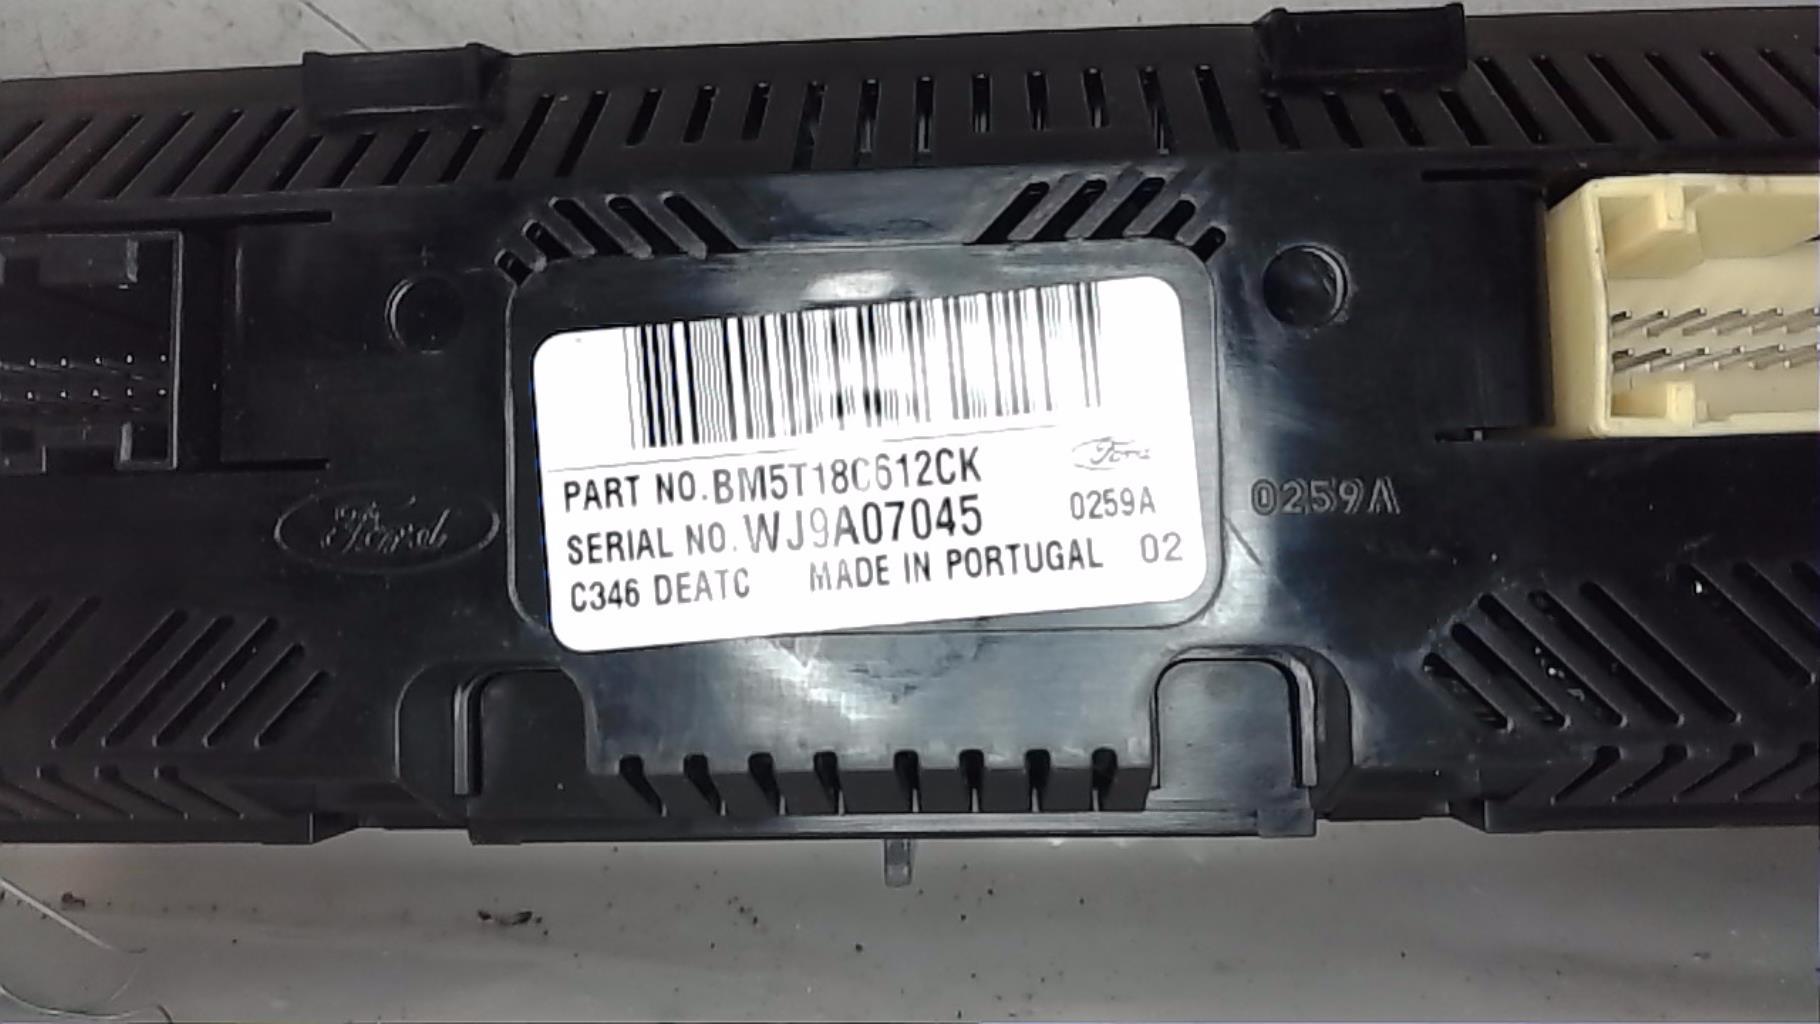 PART NO.BM5T18C612CK
Ford
SERIAL NO.WJ9A07045
0259A
C346 DEATC MADE IN PORTUGAL 02
Ford
0259A